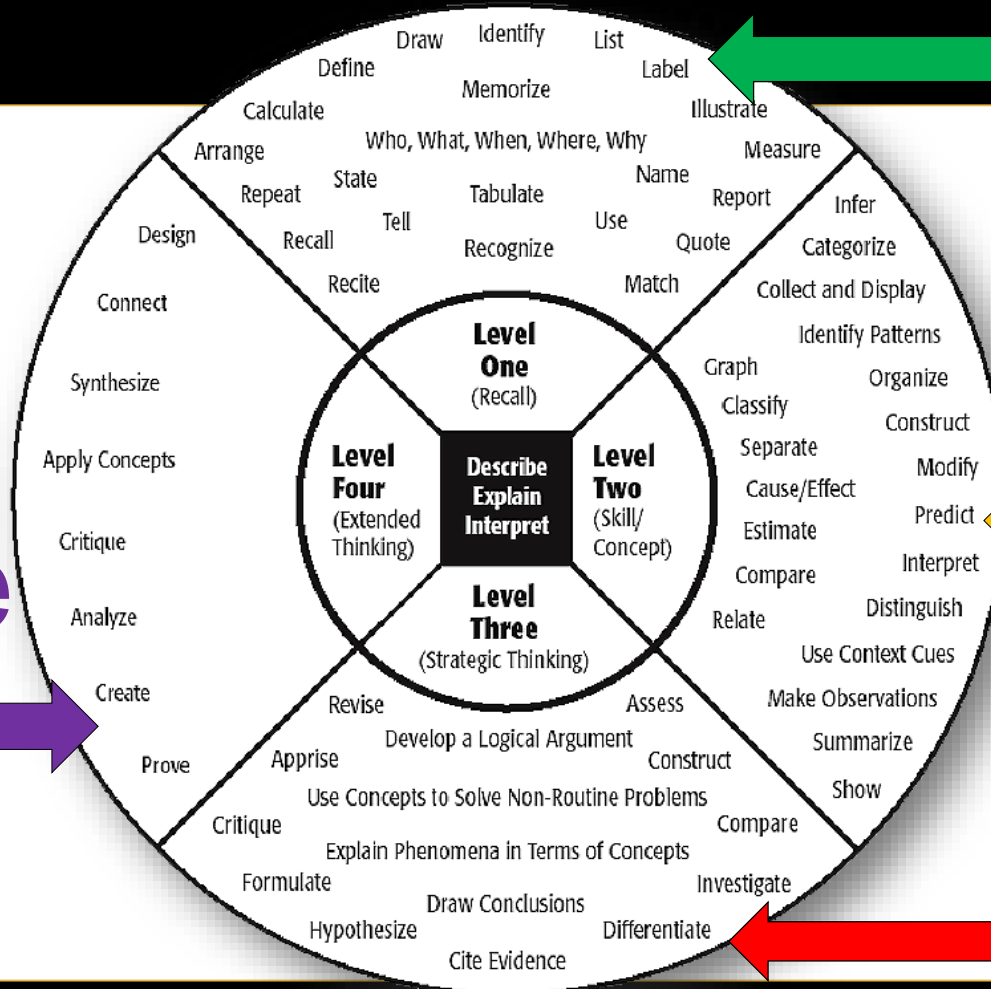 Draw
Identify
List
Define
Label
Memorize
Calculate
Illustrate
Who, What, When, Where, Why
Arrange
Measure
State
Name
Repeat
Tabulate
Report
Tell
Use
Recall
Recognize
Quote
Recite
Match
Level
One
(Recall)
Infer
Categorize
Collect and Display
Identify Patterns
Graph
Organize
Classify
Construct
Separate
Modify
Cause/Effect
Predict
Estimate
Interpret
Compare
Distinguish
Relate
Use Context Cues
Make Observations
Summarize
Show
Level
Two
(Skill/
Concept)
Describe
Explain
Interpret
Level
Three
(Strategic Thinking)
Revise
Assess
Develop a Logical Argument
Apprise
Construct
Use Concepts to Solve Non-Routine Problems
Critique
Compare
Explain Phenomena in Terms of Concepts
Formulate
Investigate
Draw Conclusions
Hypothesize
Differentiate
Cite Evidence
Level
Four
(Extended
Thinking)
Design
Connect
Synthesize
Apply Concepts
Critique
Analyze
Create
Prove
e